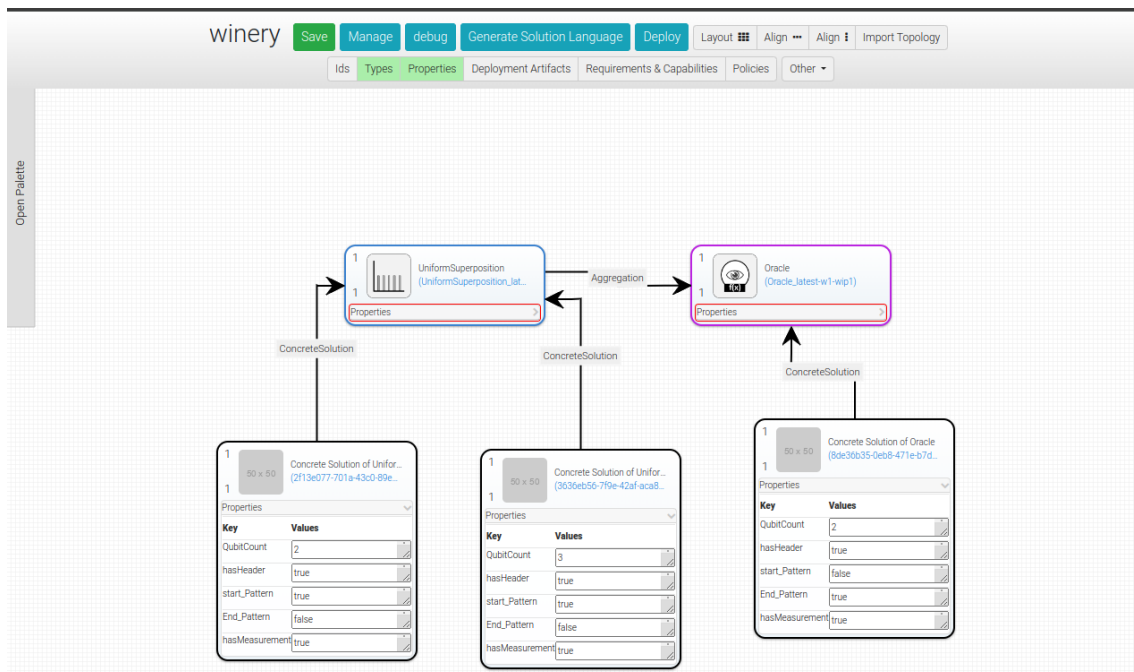 winery Save Manage debug Generate Solution Language Deploy Layout Align Align Import Topology
Ids Types Properties Deployment Artifacts Requirements & Capabilities Policies Other
Open Palette
1
UniformSuperposition
(UniformSuperposition_lat...
1
Properties
Aggregation
1
f(x)
Oracle
(Oracle_latest-w1-wip1)
1
Properties
ConcreteSolution
ConcreteSolution
ConcreteSolution
1
50 x 50
Concrete Solution of Unifor...
(2f13e077-701a-43c0-89e...
1
Properties
Key Values
QubitCount 2
hasHeader true
start_Pattern true
End_Pattern false
hasMeasurement true
1
50 x 50
Concrete Solution of Unifor...
(3636eb56-7f9e-42af-aca8...
1
Properties
Key Values
QubitCount 3
hasHeader true
start_Pattern true
End_Pattern false
hasMeasurement true
1
50 x 50
Concrete Solution of Oracle
(8de36b35-0eb8-471e-b7d...
1
Properties
Key Values
QubitCount 2
hasHeader true
start_Pattern false
End_Pattern true
hasMeasurement true